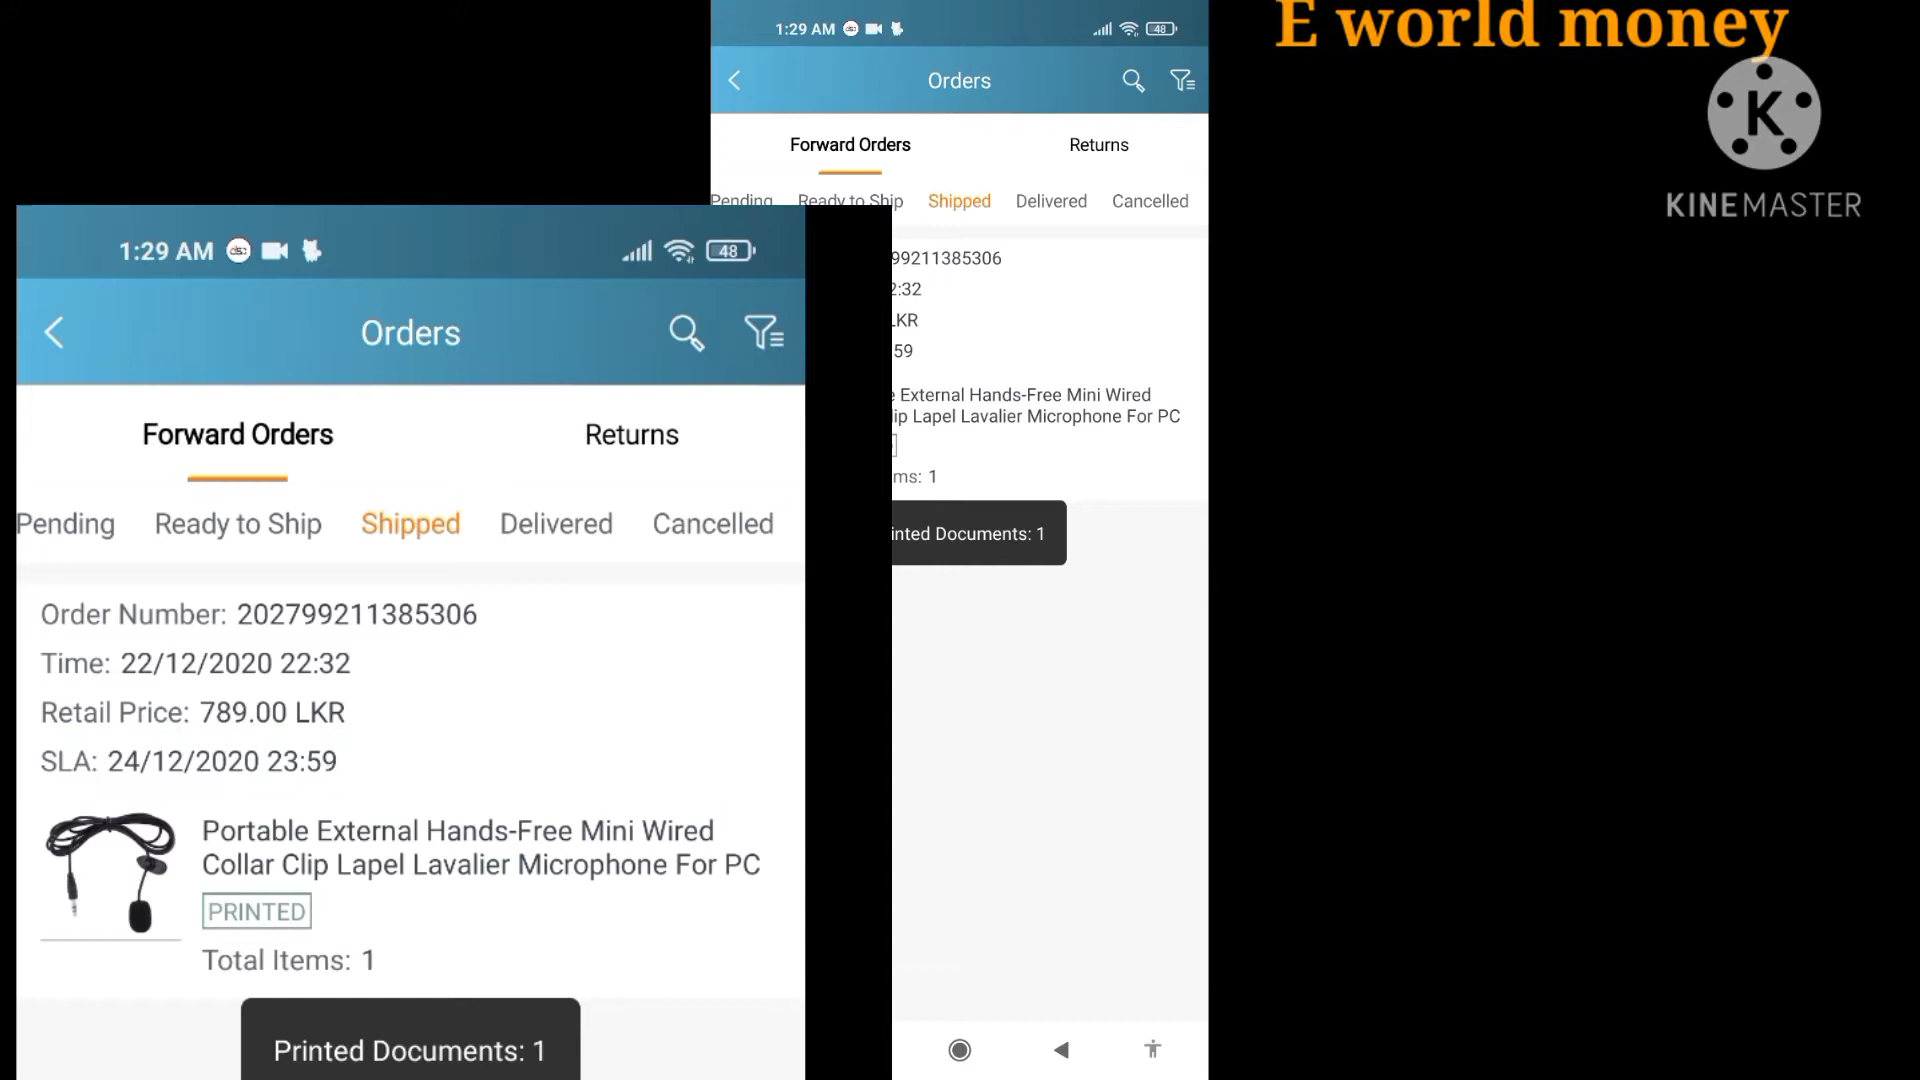 E world money
KINEMASTER
K
1:29 AM
48
Orders
Forward Orders Returns
Pending Ready to Ship Shipped Delivered Cancelled
99211385306
2:32
LKR
59
External Hands-Free Mini Wired
Lapel Lavalier Microphone For PC
1
Documents: 1
1:29 AM
48
Orders
Forward Orders Returns
Pending Ready to Ship Shipped Delivered Cancelled
Order Number: 202799211385306
Time: 22/12/2020 22:32
Retail Price: 789.00 LKR
SLA: 24/12/2020 23:59
Portable External Hands-Free Mini Wired
Collar Clip Lapel Lavalier Microphone For PC
PRINTED
Total Items: 1
Printed Documents: 1